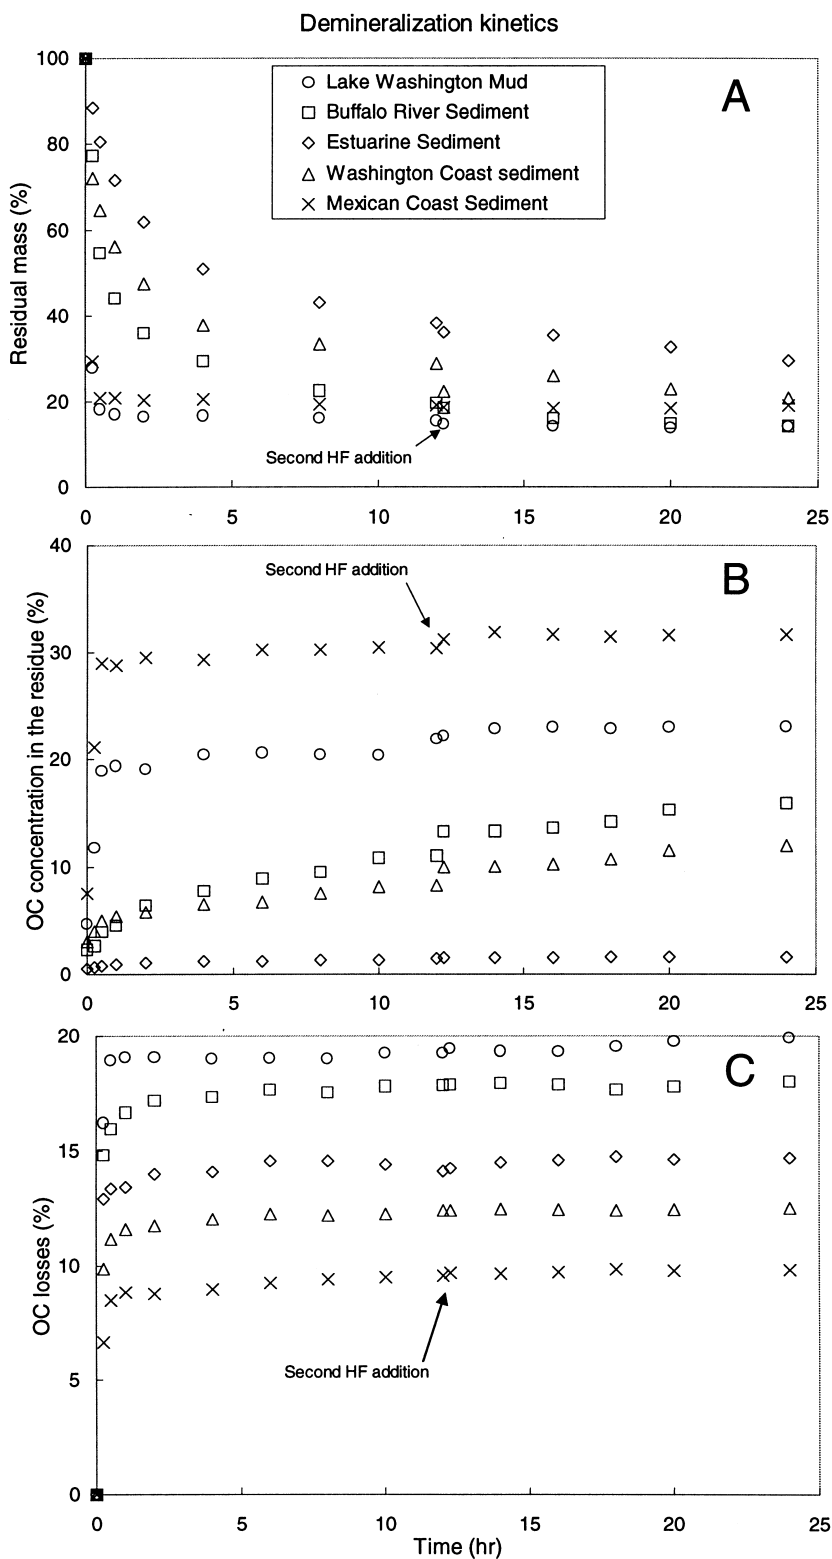 Demineralization kinetics
A
Lake Washington Mud
Buffalo River Sediment
Estuarine Sediment
Washington Coast sediment
Mexican Coast Sediment
Residual mass (%)
100
80
60
40
20
0
Second HF addition
0 5 10 15 20 25
B
Second HF addition
OC concentration in the residue (%)
40
30
20
10
0
0 5 10 15 20 25
C
OC losses (%)
20
15
10
5
0
Second HF addition
0 5 10 15 20 25
Time (hr)